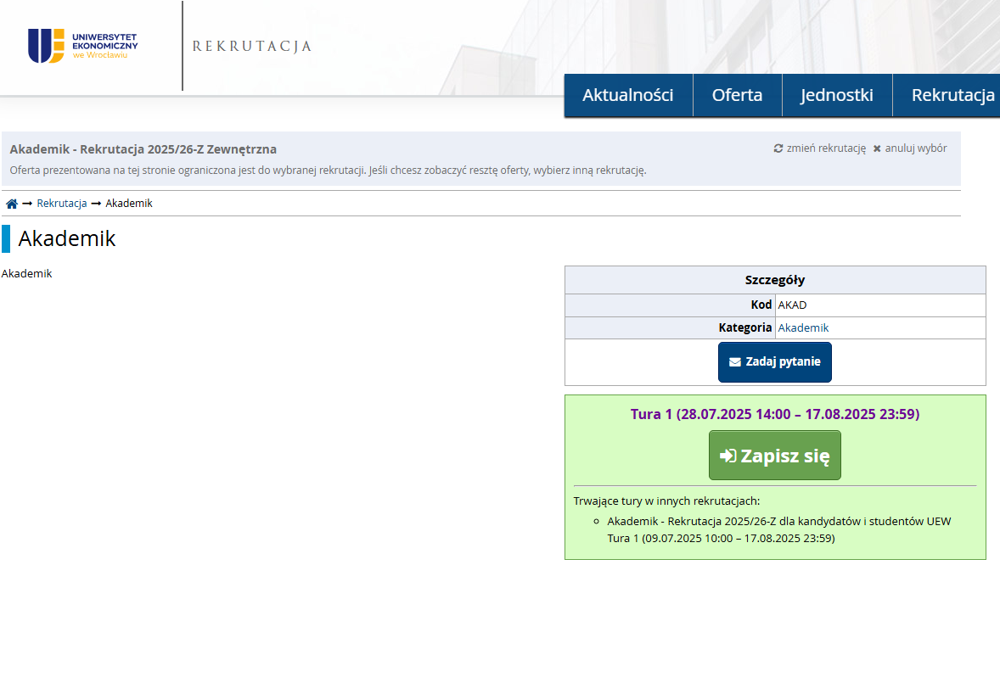 UNIWERSYTET
EKONOMICZNY
we Wrocławiu
REKRUTACJA
Aktualności Oferta Jednostki Rekrutacja
Akademik - Rekrutacja 2025/26-Z Zewnętrzna
zmień rekrutację anuluj wybór
Oferta prezentowana na tej stronie ograniczona jest do wybranej rekrutacji. Jeśli chcesz zobaczyć resztę oferty, wybierz inną rekrutację.
Rekrutacja → Akademik
Akademik
Akademik
Szczegóły
Kod AKAD
Kategoria Akademik
Zadaj pytanie
Tura 1 (28.07.2025 14:00 – 17.08.2025 23:59)
Zapisz się
Trwające tury w innych rekrutacjach:
Akademik - Rekrutacja 2025/26-Z dla kandydatów i studentów UEW
Tura 1 (09.07.2025 10:00 – 17.08.2025 23:59)